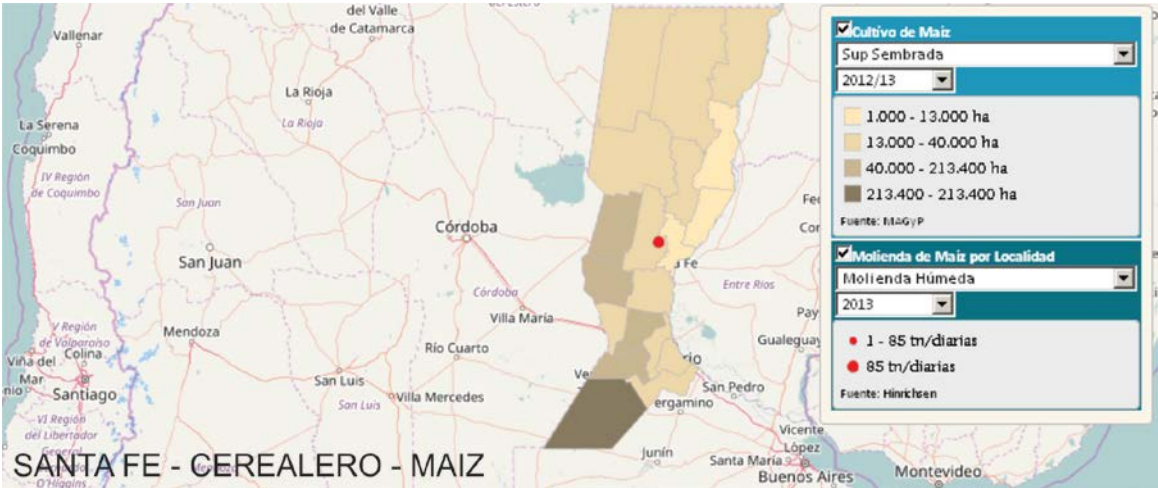 del Valle
de Catamarca
Vallenar
La Rioja
La Rioja
La Serena
Coquimbo
IV Región
de Coquimbo
San Juan
San Juan
Córdoba
Córdoba
Villa María
Entre Ríos
Mendoza
V Región
de Valparaíso
Colina
Viña del
Mar
Santiago
Río Cuarto
San Luis
San Luis
Villa Mercedes
San Pedro
ergamino
VI Región
del Libertador
General
O'Higgins
Junín
Vicente
López
Santa María
Buenos Aires
Montevideo
Gualeguay
SANTA FE - CEREALERO - MAIZ
Cultivo de Maiz
Sup Sembrada
2012/13
1.000 - 13.000 ha
13.000 - 40.000 ha
40.000 - 213.400 ha
213.400 - 213.400 ha
Fuente: MAGyP
Molienda de Maiz por Localidad
Molienda Húmeda
2013
1 - 85 tn/diarias
85 tn/diarias
Fuente: Hinrichsen